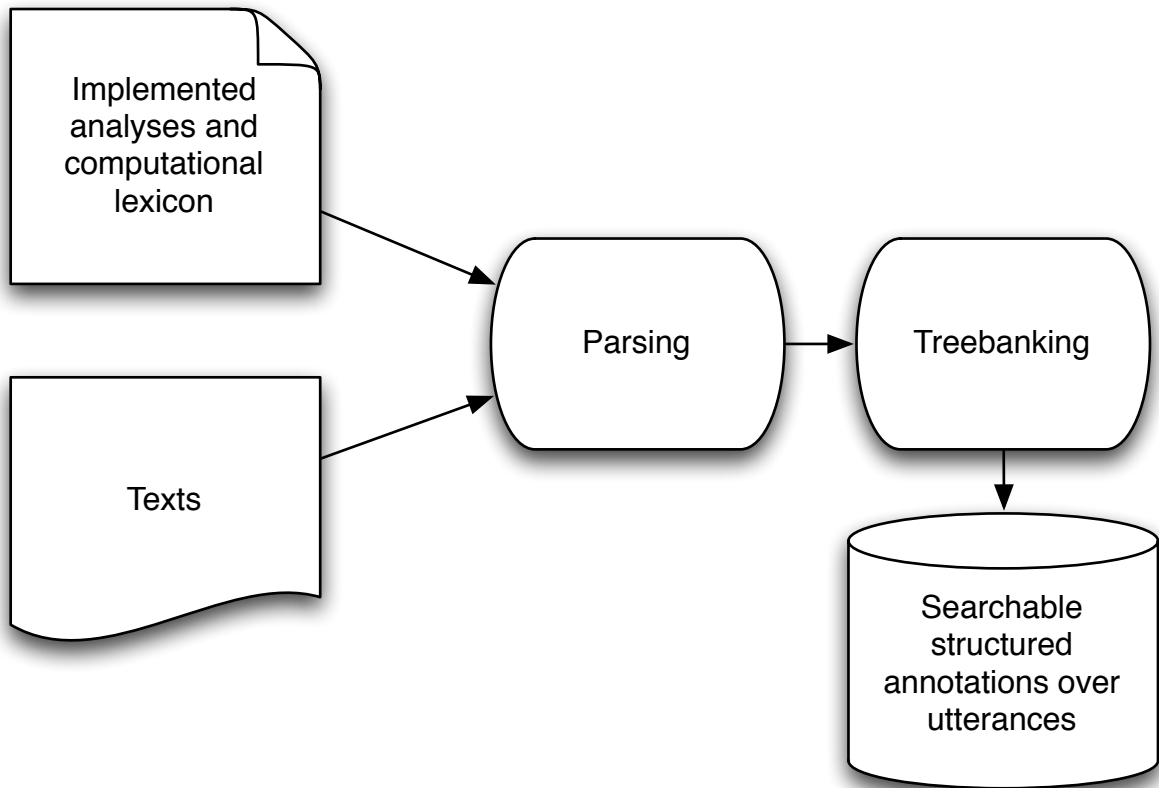 Implemented
analyses and
computational
lexicon
Texts
Parsing
Treebanking
Searchable
structured
annotations over
utterances